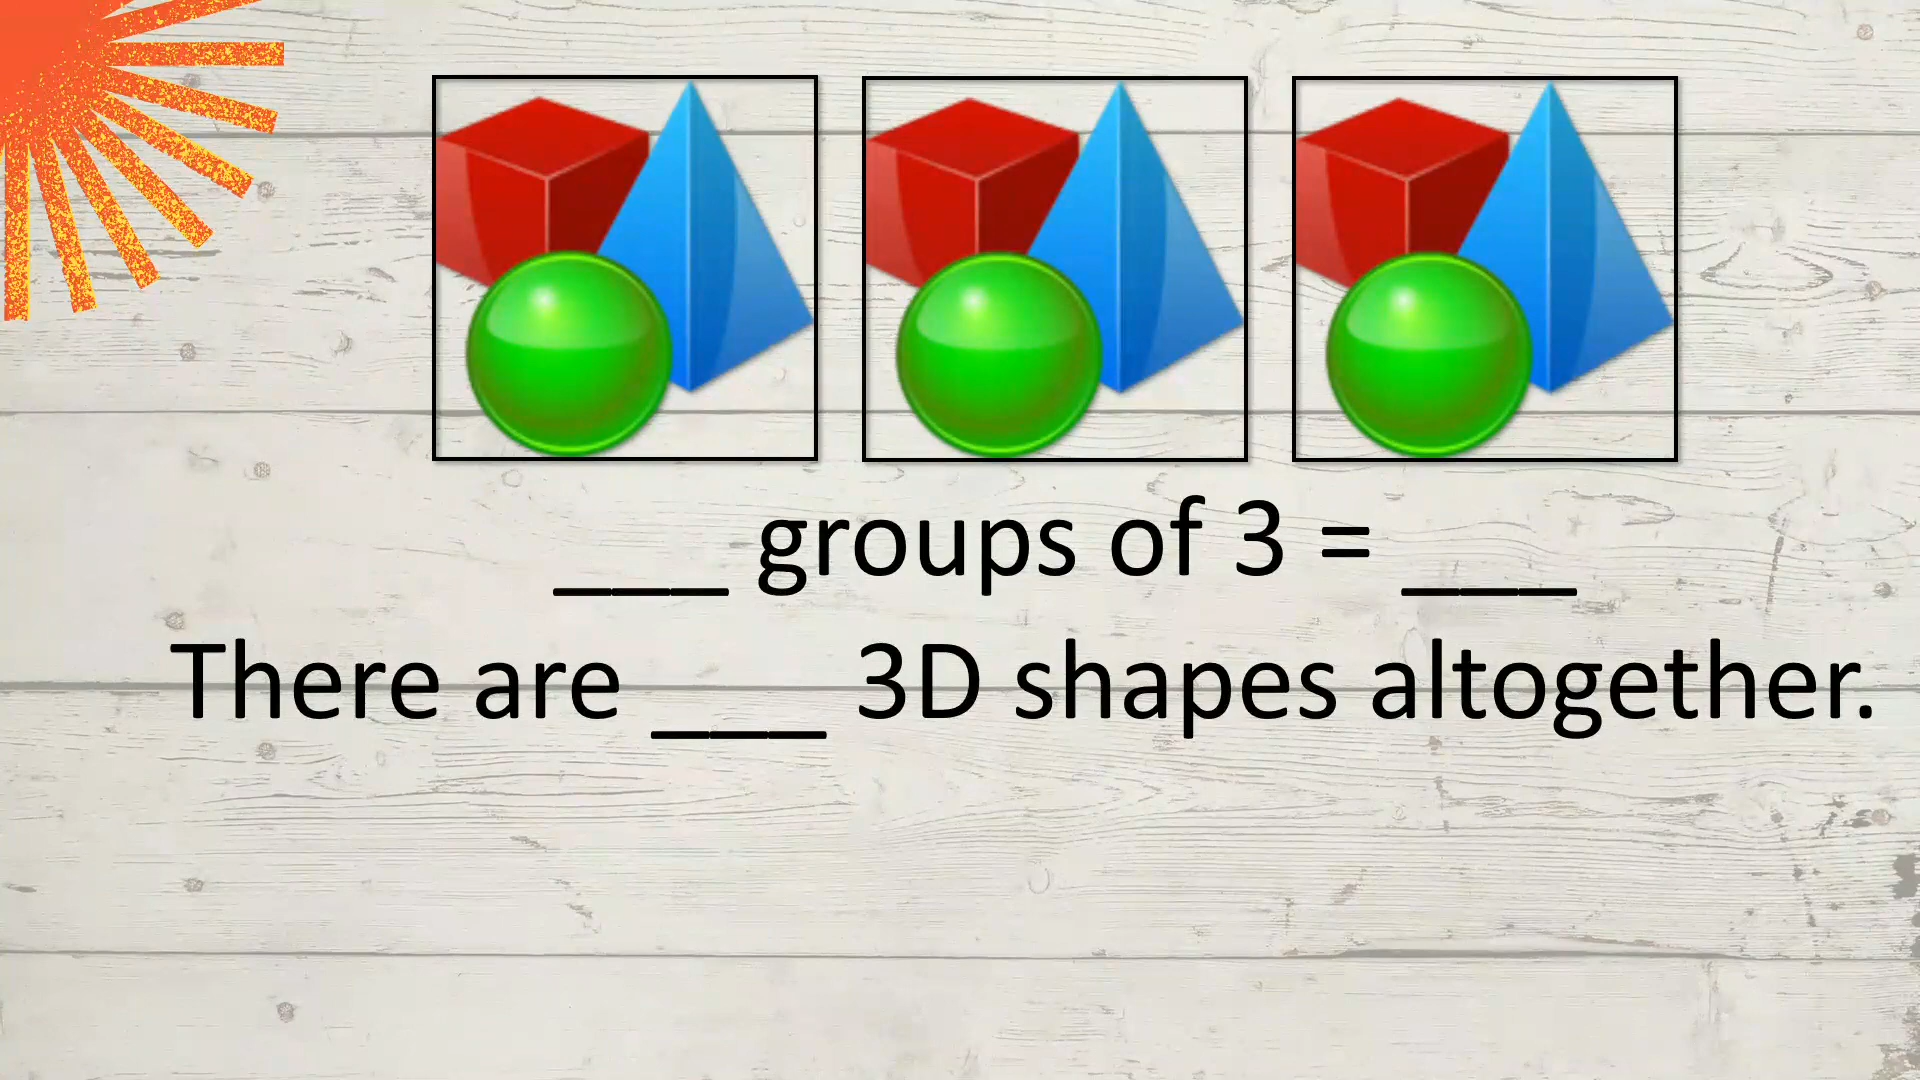 ___ groups of 3 = ___
There are ___ 3D shapes altogether.